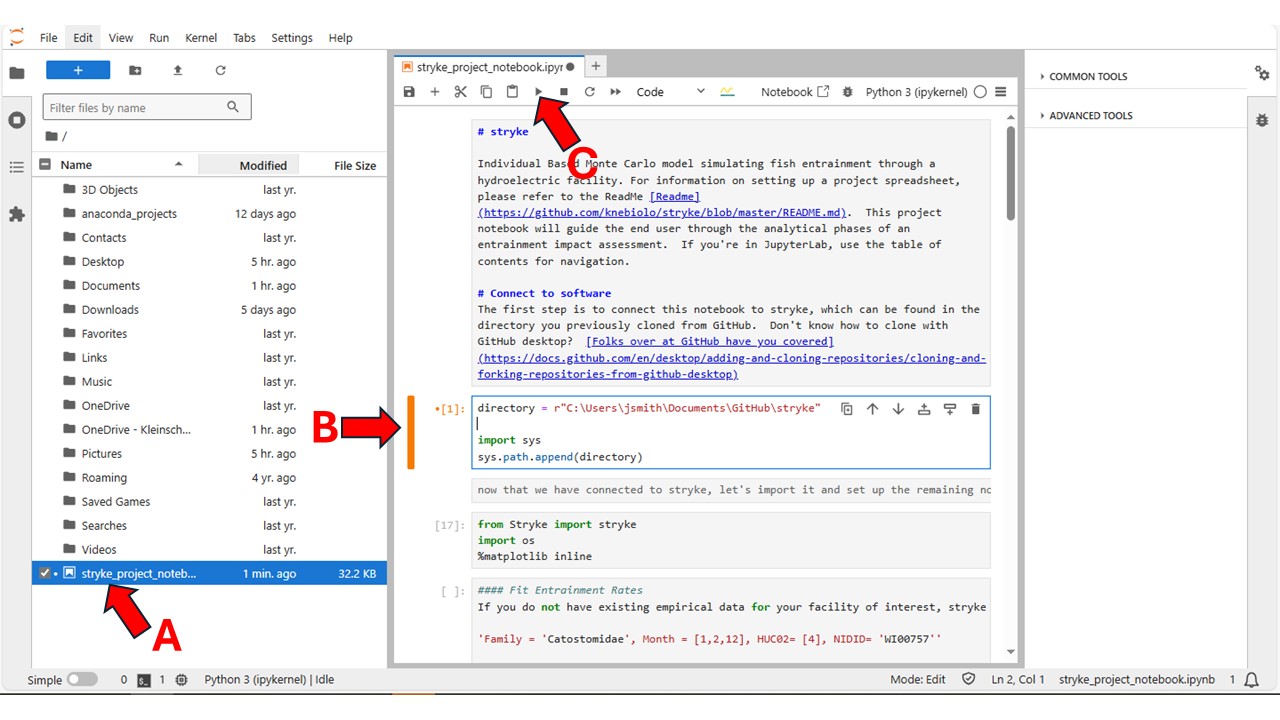 File Edit View Run Kernel Tabs Settings Help
+
Filter files by name
/
Name Modified File Size
3D Objects last yr.
anaconda_projects 12 days ago
Contacts last yr.
Desktop 5 hr. ago
Documents 1 hr. ago
Downloads 5 days ago
Favorites last yr.
Links last yr.
Music last yr.
OneDrive last yr.
OneDrive - Kleinsch... 1 hr. ago
Pictures 5 hr. ago
Roaming 4 yr. ago
Saved Games last yr.
Searches last yr.
Videos last yr.
stryke_project_noteb... 1 min. ago 32.2 KB
A
stryke_project_notebook.ipyn
+
Code Notebook Python 3 (ipykernel)
C
# stryke
Individual Based Monte Carlo model simulating fish entrainment through a
hydroelectric facility. For information on setting up a project spreadsheet,
please refer to the ReadMe [Readme]
(https://github.com/knebiolo/stryke/blob/master/README.md).  This project
notebook will guide the end user through the analytical phases of an
entrainment impact assessment.  If you're in JupyterLab, use the table of
contents for navigation.
# Connect to software
The first step is to connect this notebook to stryke, which can be found in the
directory you previously cloned from GitHub.  Don't know how to clone with
GitHub desktop?  [Folks over at GitHub have you covered]
(https://docs.github.com/en/desktop/adding-and-cloning-repositories/cloning-and-
forking-repositories-from-github-desktop)
B
[1]: directory = r"C:\Users\jsmith\Documents\GitHub\stryke"
import sys
sys.path.append(directory)
now that we have connected to stryke, let's import it and set up the remaining no
[17]: from Stryke import stryke
import os
%matplotlib inline
[ ]: #### Fit Entrainment Rates
If you do not have existing empirical data for your facility of interest, stryke
'Family = 'Catostomidae', Month = [1,2,12], HUC02= [4], NIDID= 'WI00757''
COMMON TOOLS
ADVANCED TOOLS
Simple 0 $_ 1 Python 3 (ipykernel) | Idle Mode: Edit Ln 2, Col 1 stryke_project_notebook.ipynb 1